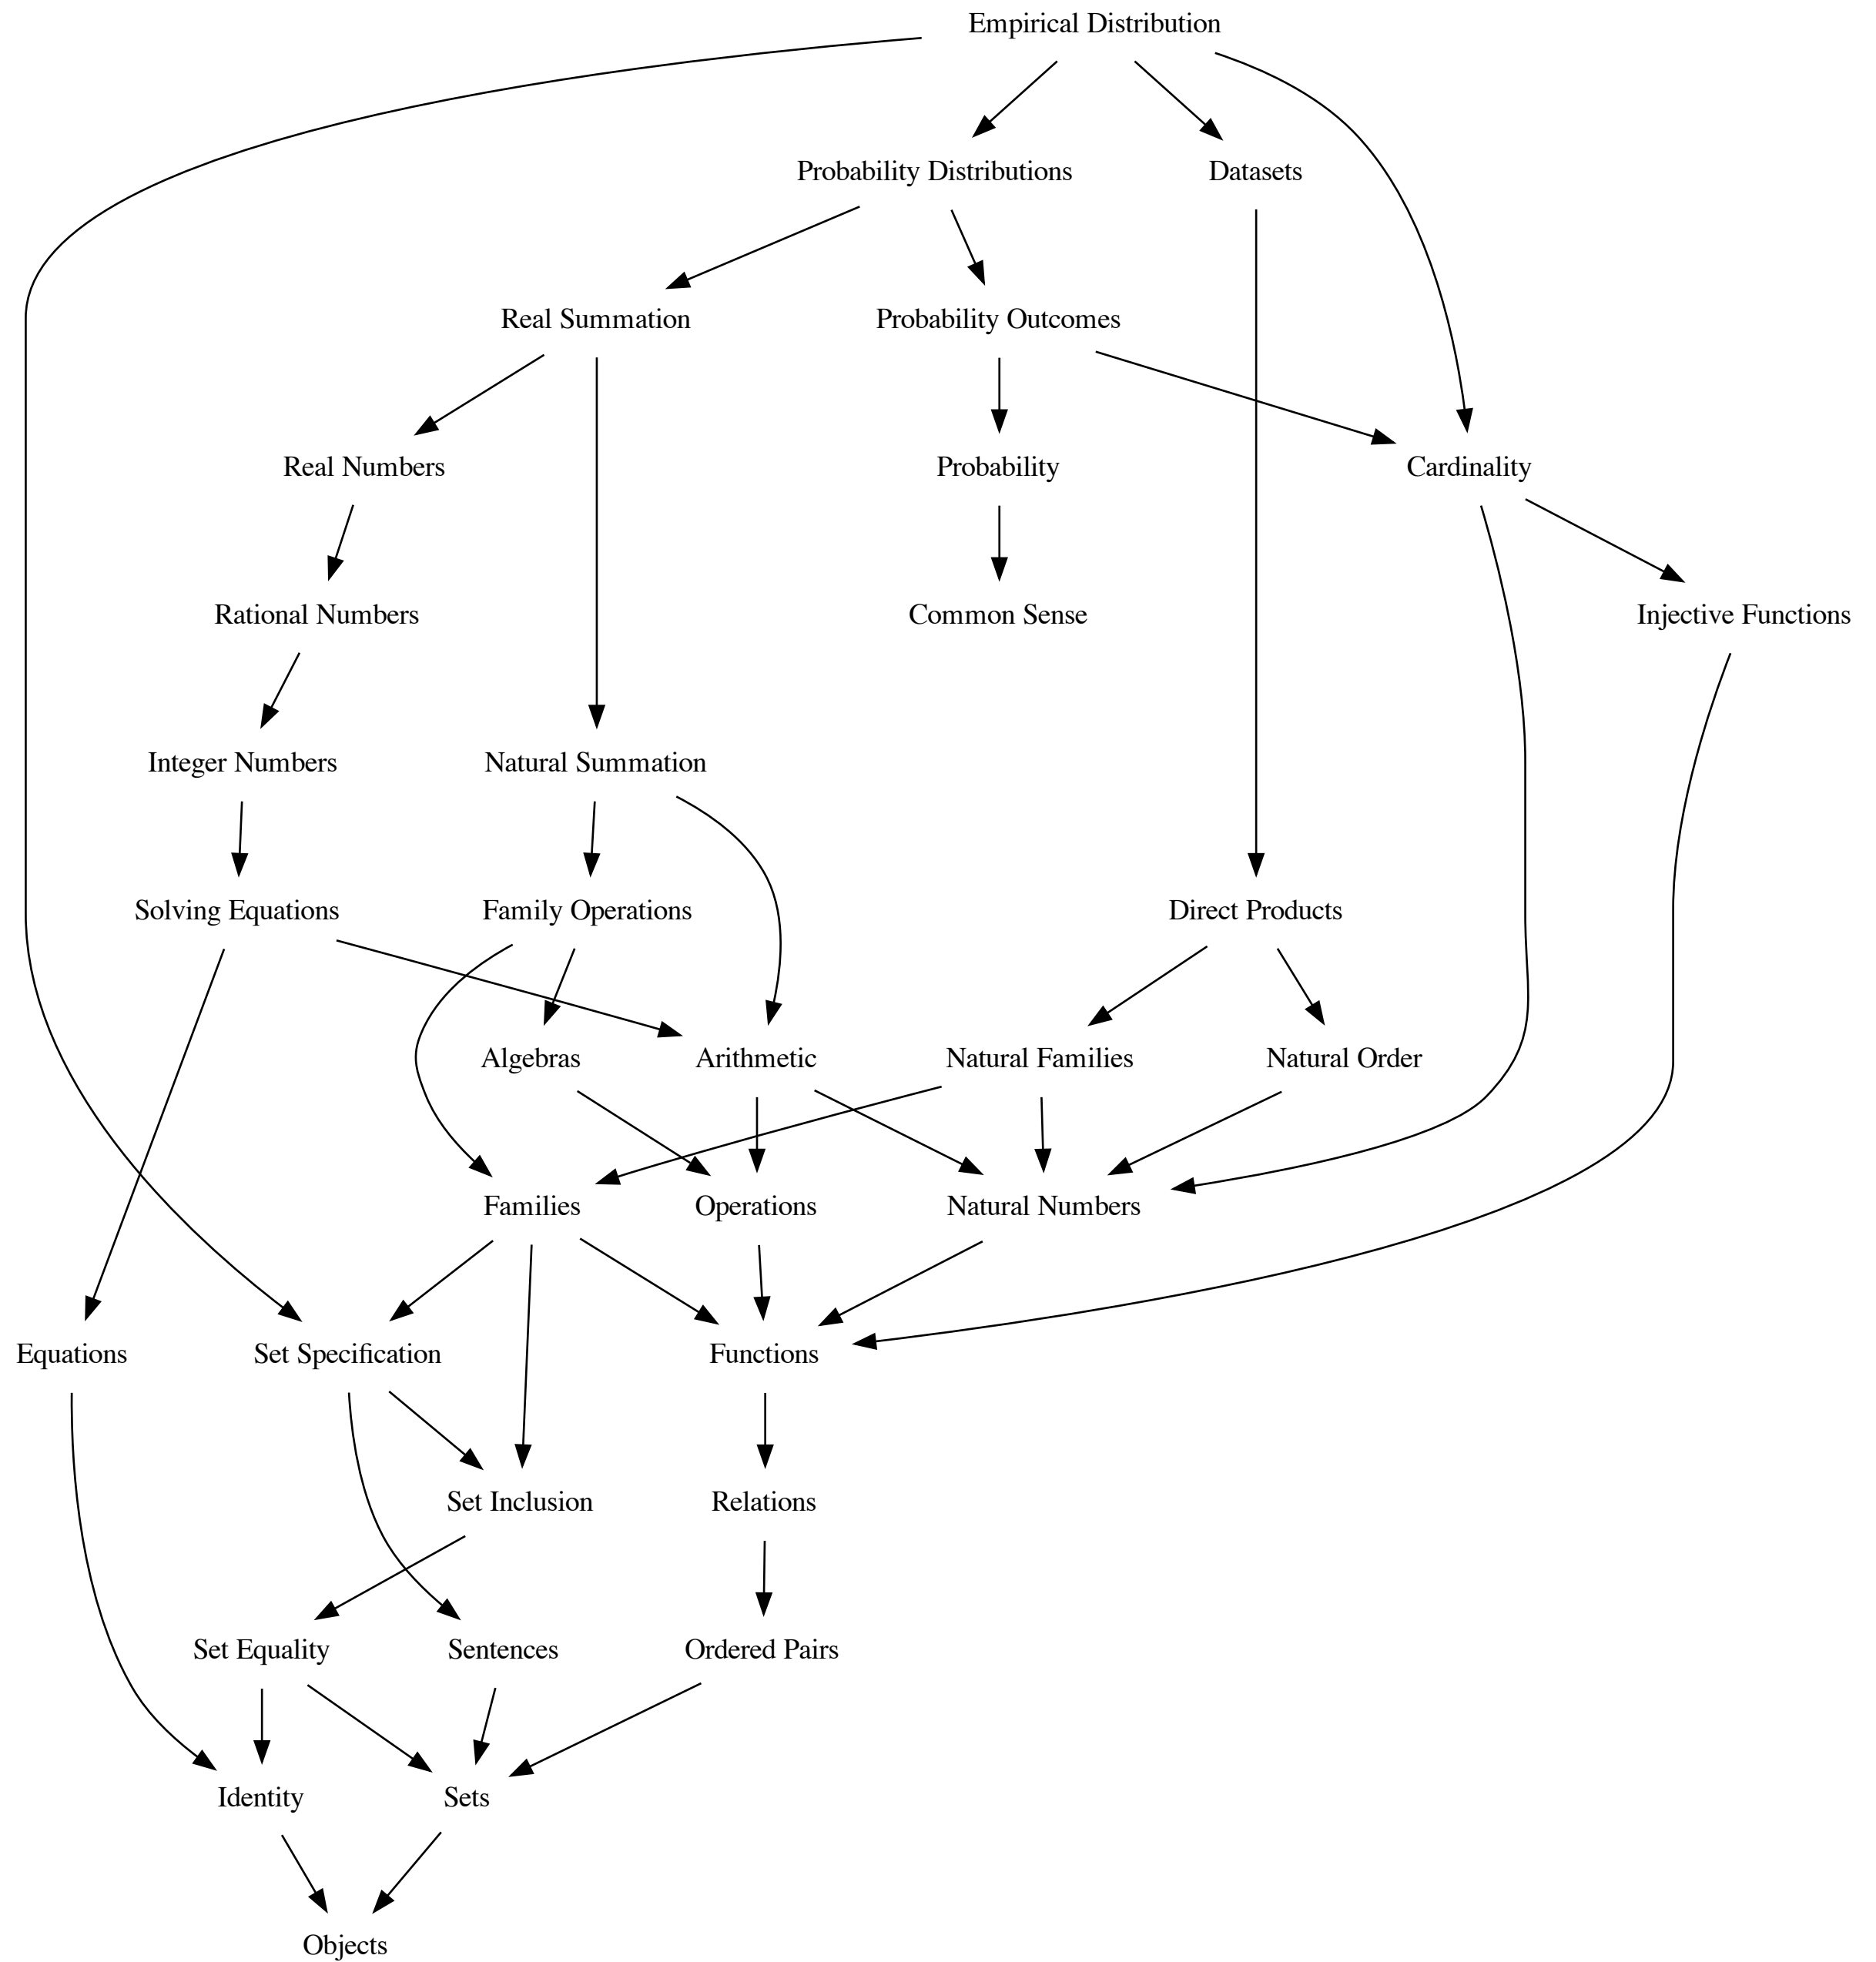 Empirical Distribution
Probability Distributions
Datasets
Real Summation
Probability Outcomes
Real Numbers
Probability
Cardinality
Rational Numbers
Common Sense
Injective Functions
Integer Numbers
Natural Summation
Solving Equations
Family Operations
Direct Products
Algebras
Arithmetic
Natural Families
Natural Order
Families
Operations
Natural Numbers
Equations
Set Specification
Functions
Set Inclusion
Relations
Set Equality
Sentences
Ordered Pairs
Identity
Sets
Objects